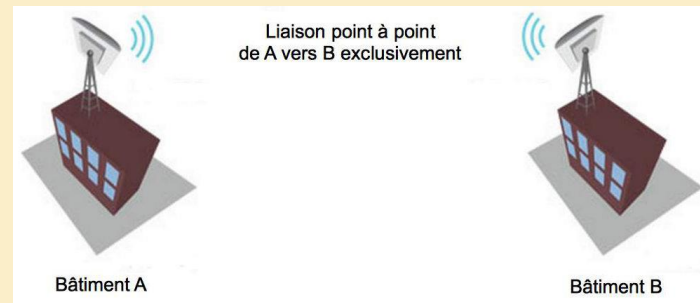 Liaison point à point
de A vers B exclusivement
Bâtiment A
Bâtiment B